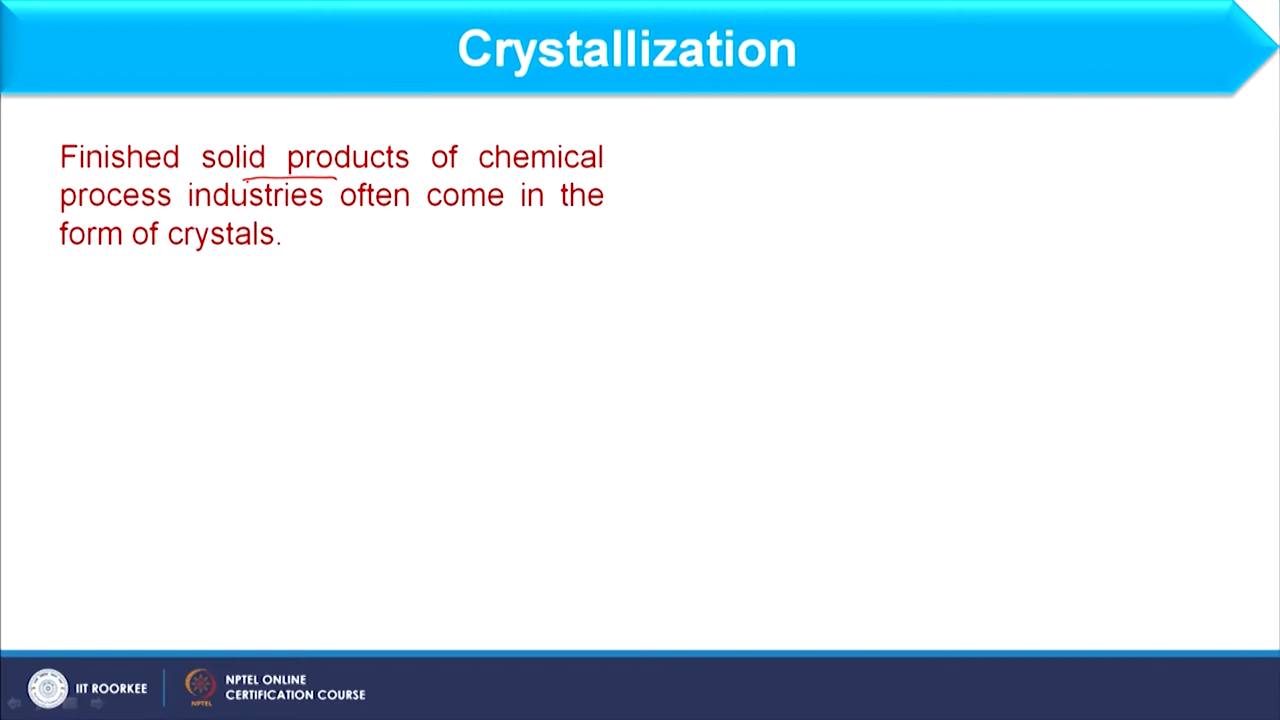 Crystallization
Finished solid products of chemical
process industries often come in the
form of crystals.
IIT ROORKEE
NPTEL ONLINE
CERTIFICATION COURSE
NPTEL